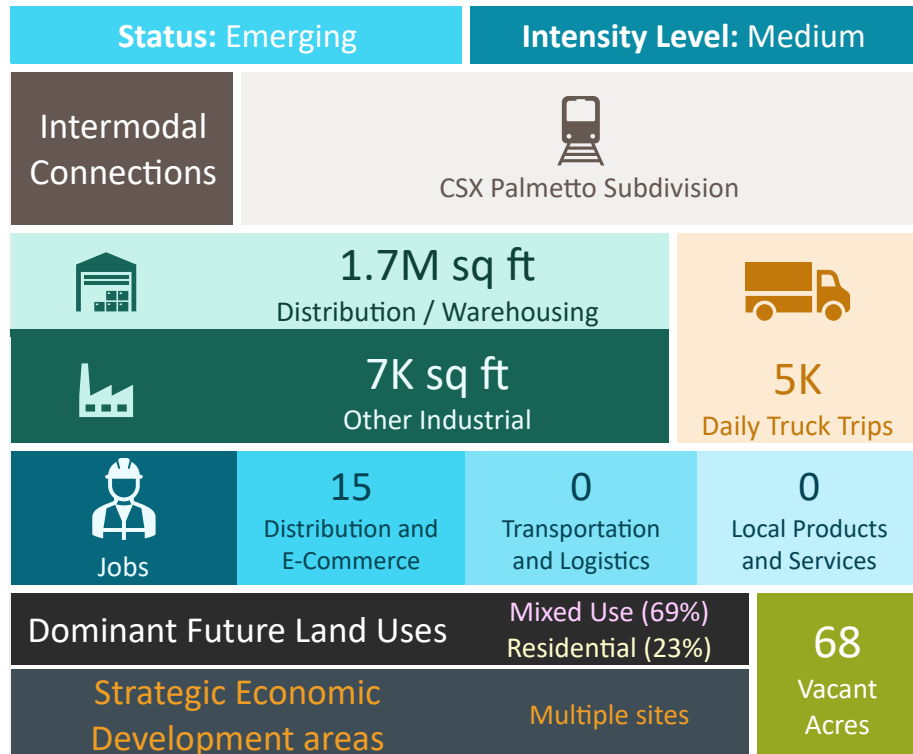 Status: Emerging
Intensity Level: Medium
Intermodal
Connections
CSX Palmetto Subdivision
1.7M sq ft
Distribution / Warehousing
7K sq ft
Other Industrial
5K
Daily Truck Trips
Jobs
15
Distribution and
E-Commerce
0
Transportation
and Logistics
0
Local Products
and Services
Dominant Future Land Uses
Mixed Use (69%)
Residential (23%)
Strategic Economic
Development areas
Multiple sites
68
Vacant
Acres